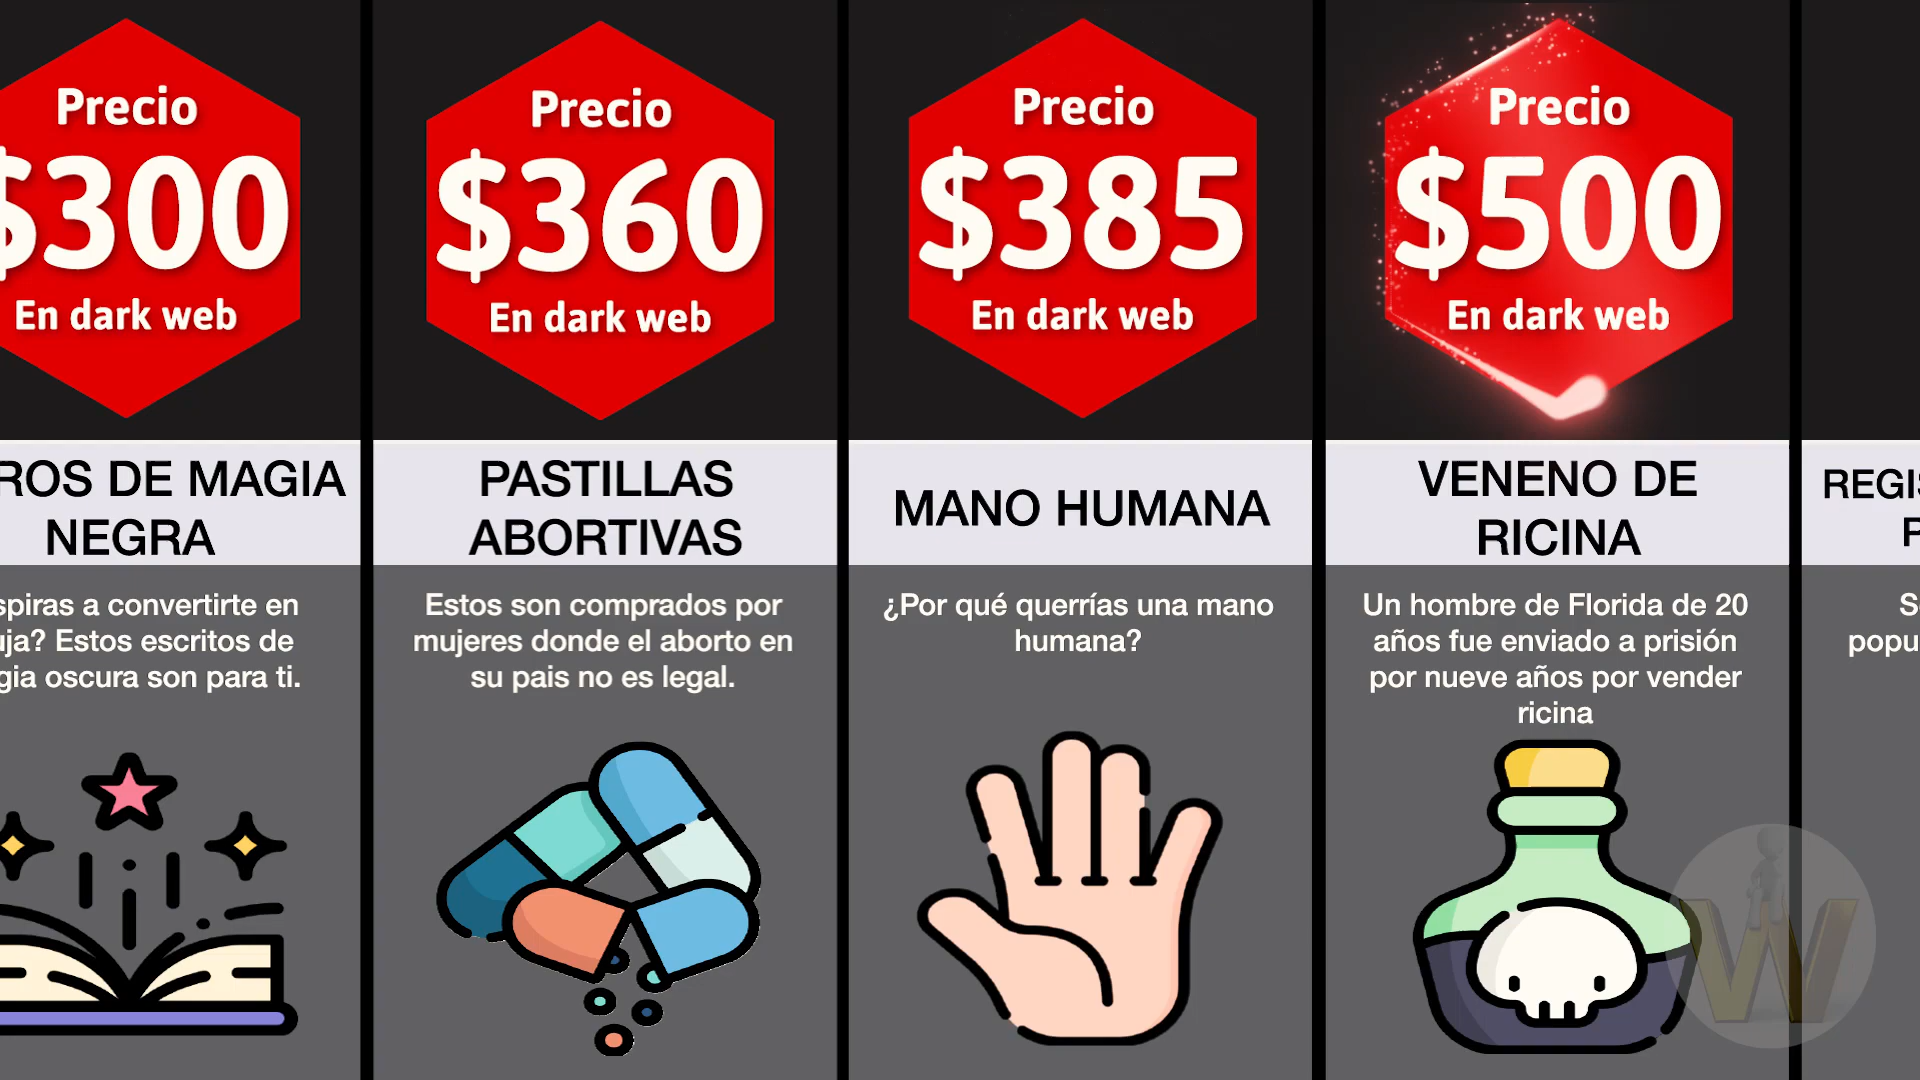 Precio
$300
En dark web
ROS DE MAGIA
NEGRA
spiras a convertirte en
uja? Estos escritos de
gia oscura son para ti.
Precio
$360
En dark web
PASTILLAS
ABORTIVAS
Estos son comprados por
mujeres donde el aborto en
su pais no es legal.
Precio
$385
En dark web
MANO HUMANA
¿Por qué querrías una mano
humana?
Precio
$500
En dark web
VENENO DE
RICINA
Un hombre de Florida de 20
años fue enviado a prisión
por nueve años por vender
ricina
W
REGIS
popu